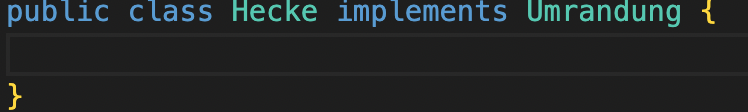 public class Hecke implements Umrandung {
}